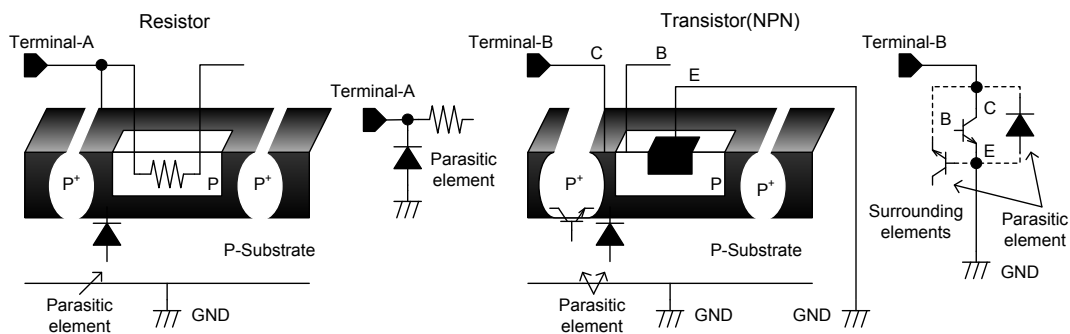 Resistor
Terminal-A
P+
P
P+
P-Substrate
Parasitic
element
GND
Terminal-A
Parasitic
element
Transistor(NPN)
Terminal-B
C
B
E
P+
P
P+
P-Substrate
Parasitic
element
GND
GND
Terminal-B
C
B
E
Surrounding
elements
Parasitic
element
GND